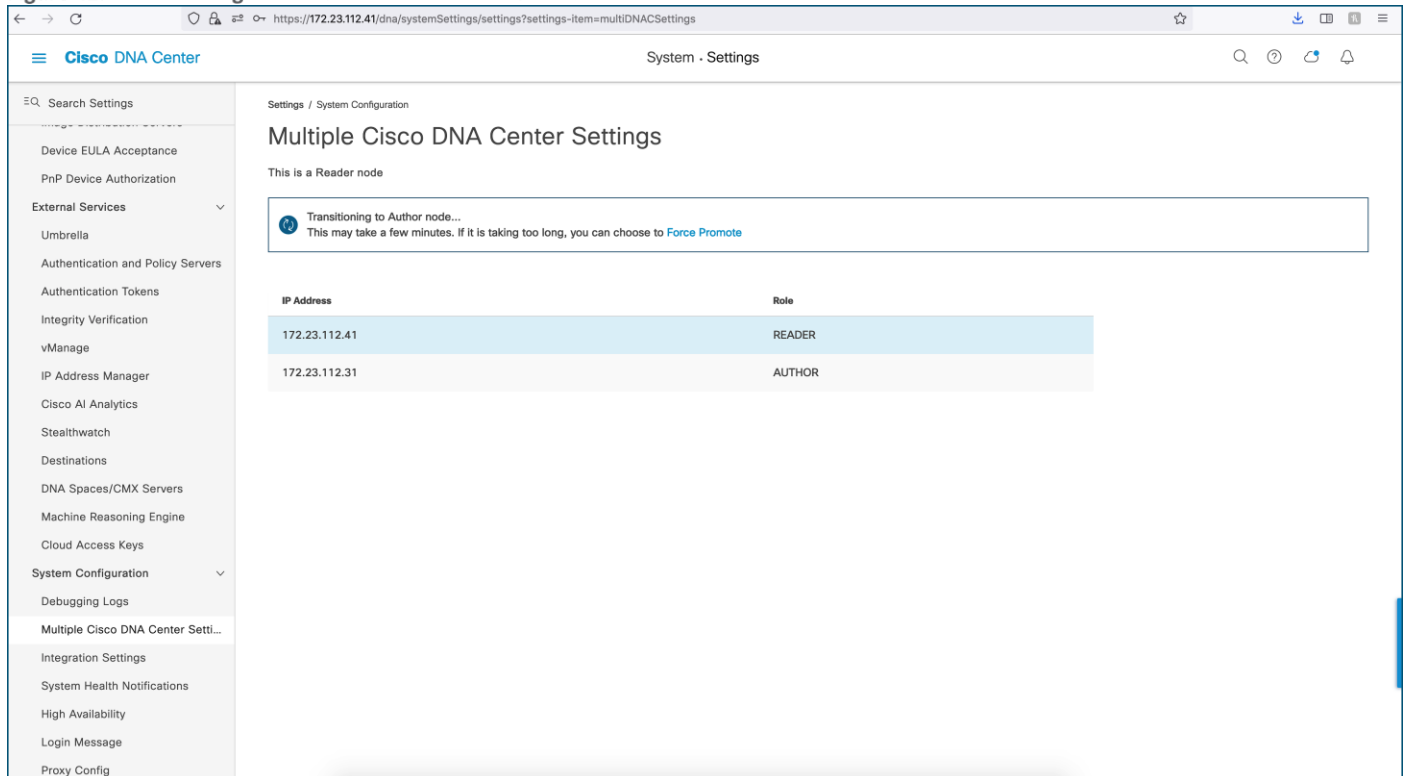 https://172.23.112.41/dna/systemSettings/settings?settings-item=multiDNACSettings
Cisco DNA Center
System · Settings
Search Settings
Device EULA Acceptance
PnP Device Authorization
External Services
Umbrella
Authentication and Policy Servers
Authentication Tokens
Integrity Verification
vManage
IP Address Manager
Cisco AI Analytics
Stealthwatch
Destinations
DNA Spaces/CMX Servers
Machine Reasoning Engine
Cloud Access Keys
System Configuration
Debugging Logs
Multiple Cisco DNA Center Setti...
Integration Settings
System Health Notifications
High Availability
Login Message
Proxy Config
Settings / System Configuration
Multiple Cisco DNA Center Settings
This is a Reader node
Transitioning to Author node...
This may take a few minutes. If it is taking too long, you can choose to Force Promote
IP Address Role
172.23.112.41 READER
172.23.112.31 AUTHOR